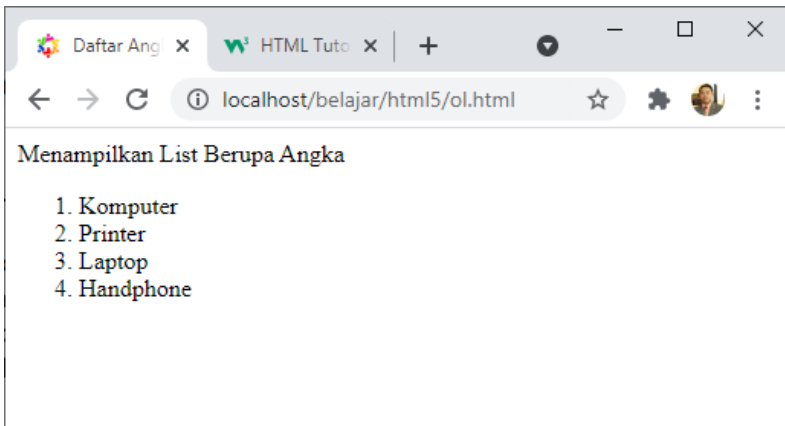 Daftar Ang
W³ HTML Tuto
localhost/belajar/html5/ol.html
Menampilkan List Berupa Angka
1. Komputer
2. Printer
3. Laptop
4. Handphone